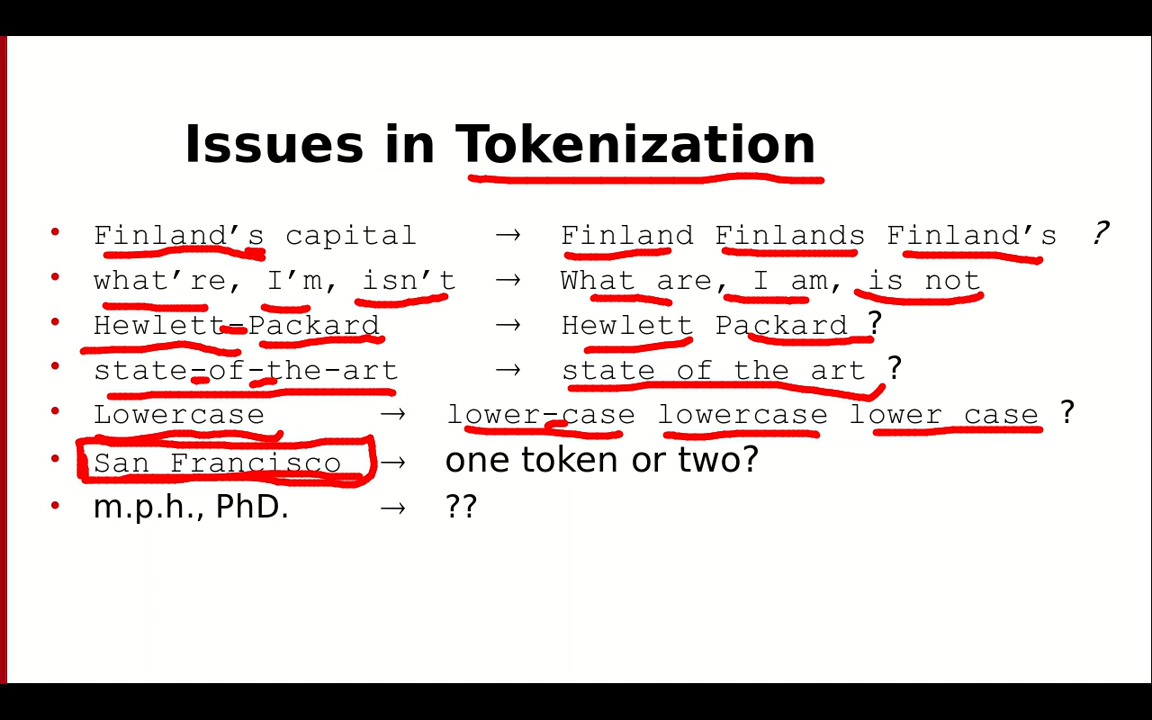 Issues in Tokenization
• Finland’s capital → Finland Finlands Finland’s ?
• what’re, I’m, isn’t → What are, I am, is not
• Hewlett-Packard → Hewlett Packard ?
• state-of-the-art → state of the art ?
• Lowercase → lower-case lowercase lower case ?
• San Francisco → one token or two?
• m.p.h., PhD. → ??